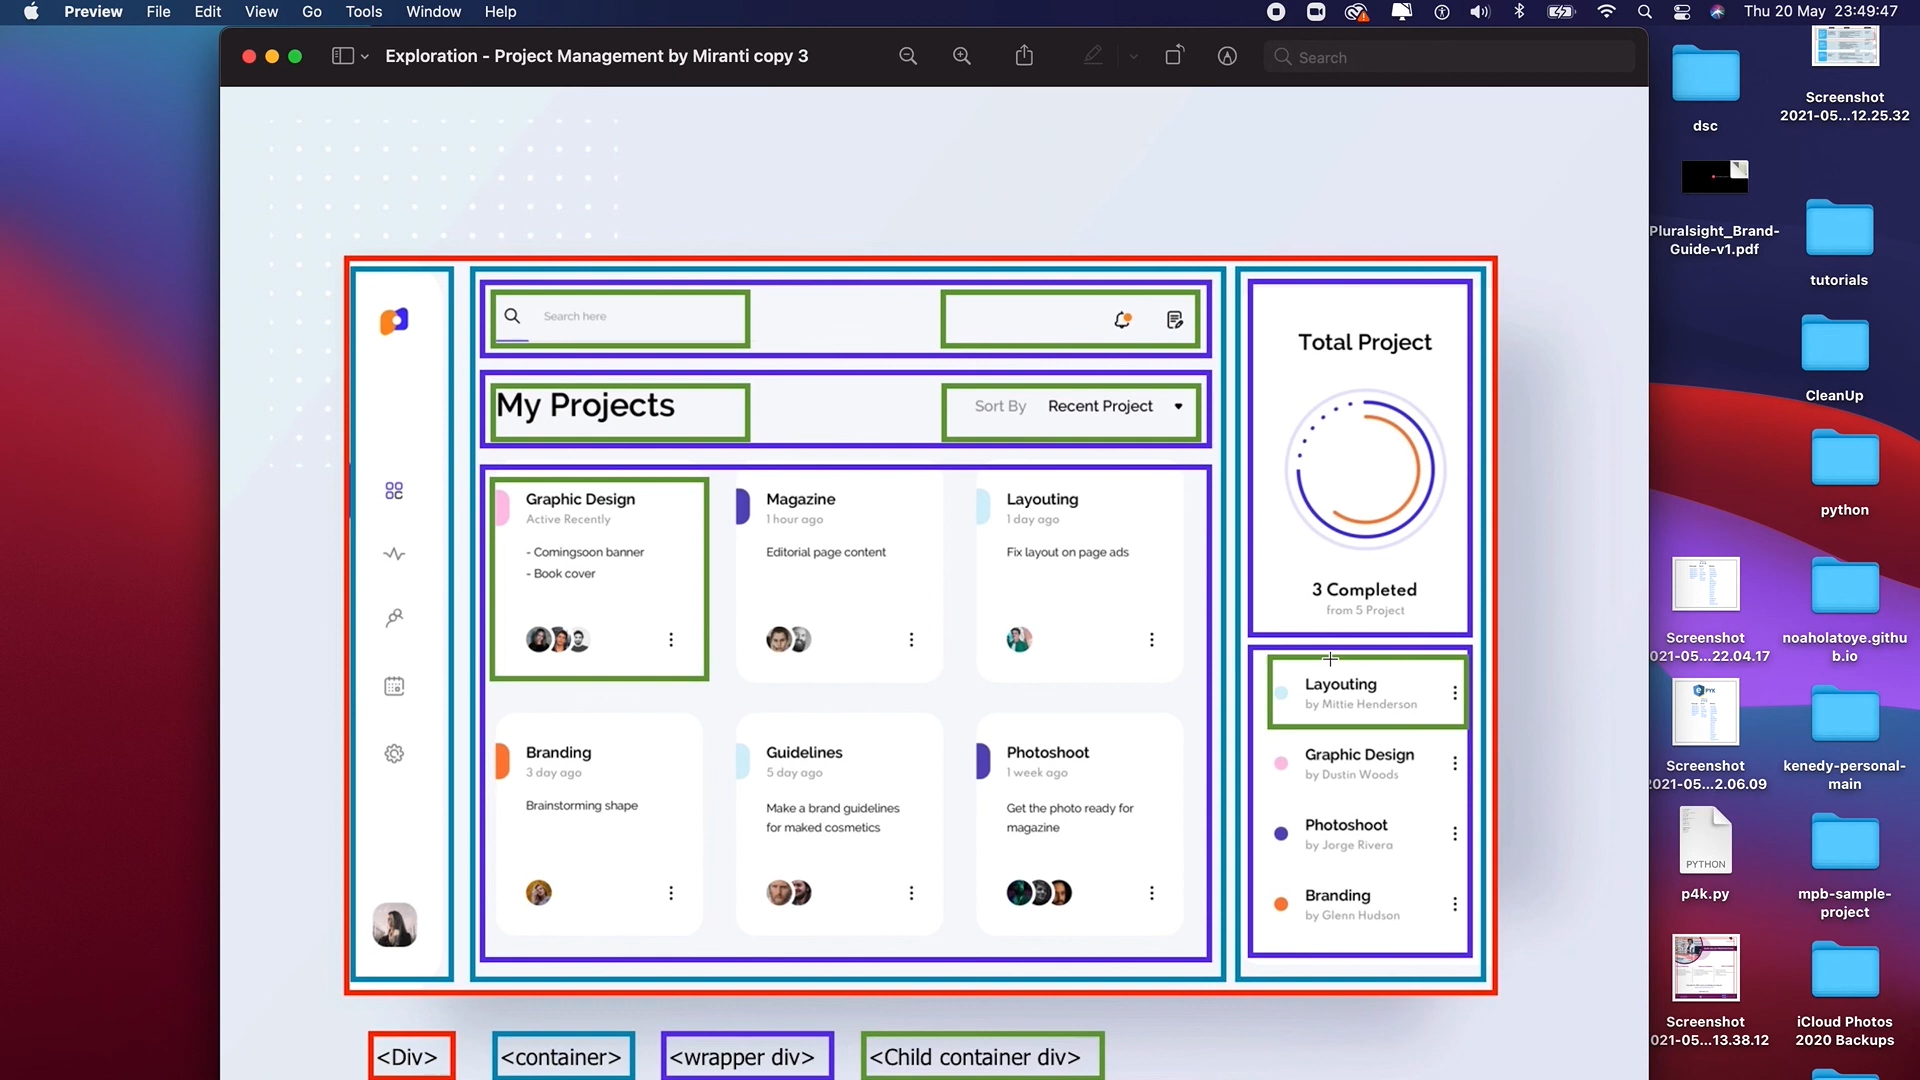 Preview File Edit View Go Tools Window Help
Thu 20 May 23:49:47
Exploration - Project Management by Miranti copy 3
Search
Search here
My Projects
Sort By Recent Project
Graphic Design
Active Recently
- Comingsoon banner
- Book cover
Magazine
1 hour ago
Editorial page content
Layouting
1 day ago
Fix layout on page ads
Branding
3 day ago
Brainstorming shape
Guidelines
5 day ago
Make a brand guidelines
for maked cosmetics
Photoshoot
1 week ago
Get the photo ready for
magazine
Total Project
3 Completed
from 5 Project
Layouting
by Mittie Henderson
Graphic Design
by Dustin Woods
Photoshoot
by Jorge Rivera
Branding
by Glenn Hudson
<Div>
<container>
<wrapper div>
<Child container div>
dsc
Pluralsight_Brand-
Guide-v1.pdf
Screenshot
021-05...22.04.17
Screenshot
2021-05...2.06.09
PYTHON
p4k.py
Screenshot
021-05...13.38.12
Screenshot
2021-05...12.25.32
tutorials
CleanUp
python
noaholatoye.githu
b.io
kenedy-personal-
main
mpb-sample-
project
iCloud Photos
2020 Backups